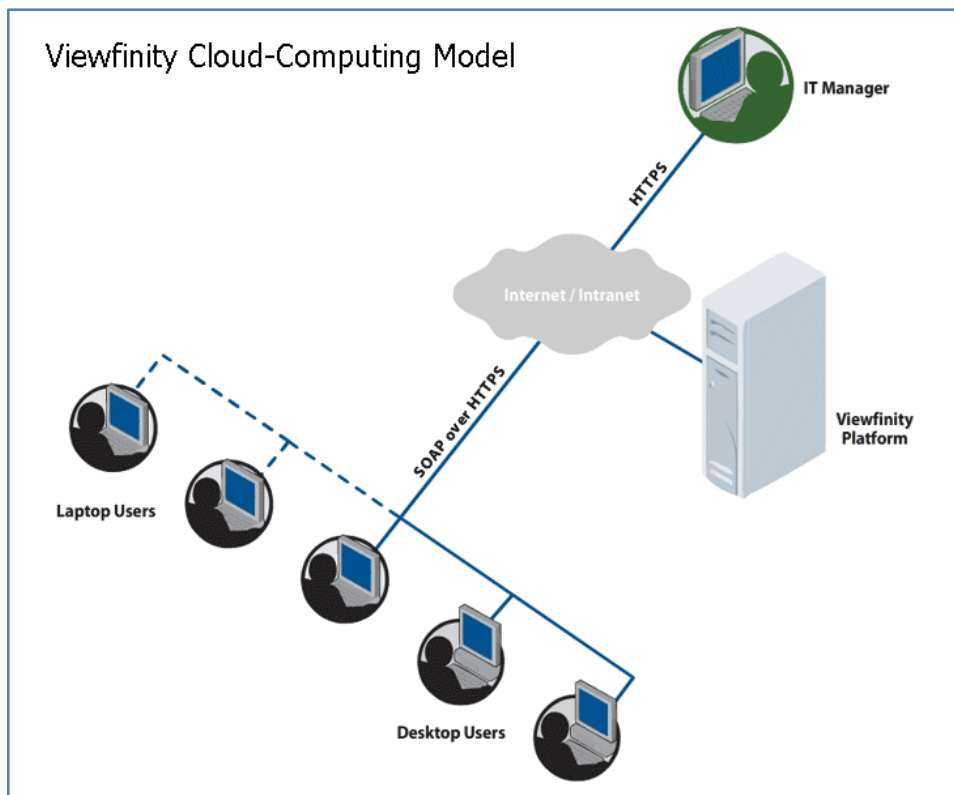 Viewfinity Cloud-Computing Model
IT Manager
HTTPS
Internet / Intranet
SOAP over HTTPS
Viewfinity
Platform
Laptop Users
Desktop Users